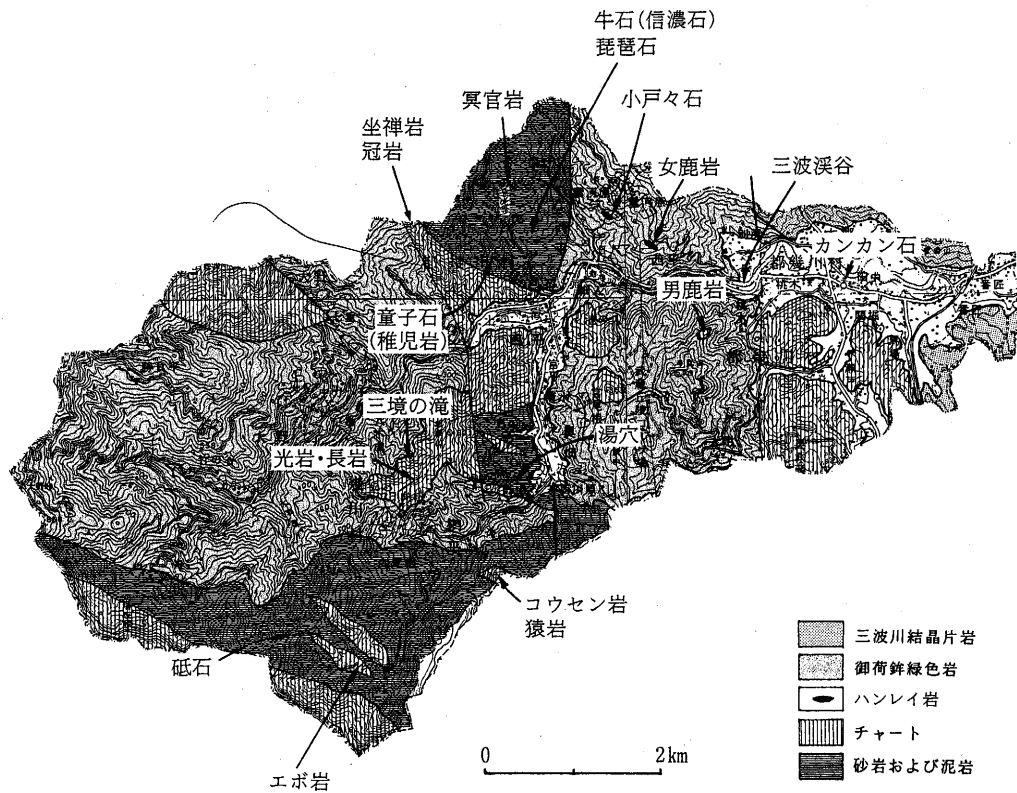 牛石(信濃石)
琵琶石
冥官岩
小戸々石
坐禅岩
冠岩
女鹿岩
三波渓谷
カンカン石
男鹿岩
童子石
(稚児岩)
三境の滝
湯穴
光岩・長岩
コウセン岩
猿岩
砥石
エボ岩
三波川結晶片岩
御荷鉾緑色岩
ハンレイ岩
チャート
砂岩および泥岩
0 2km